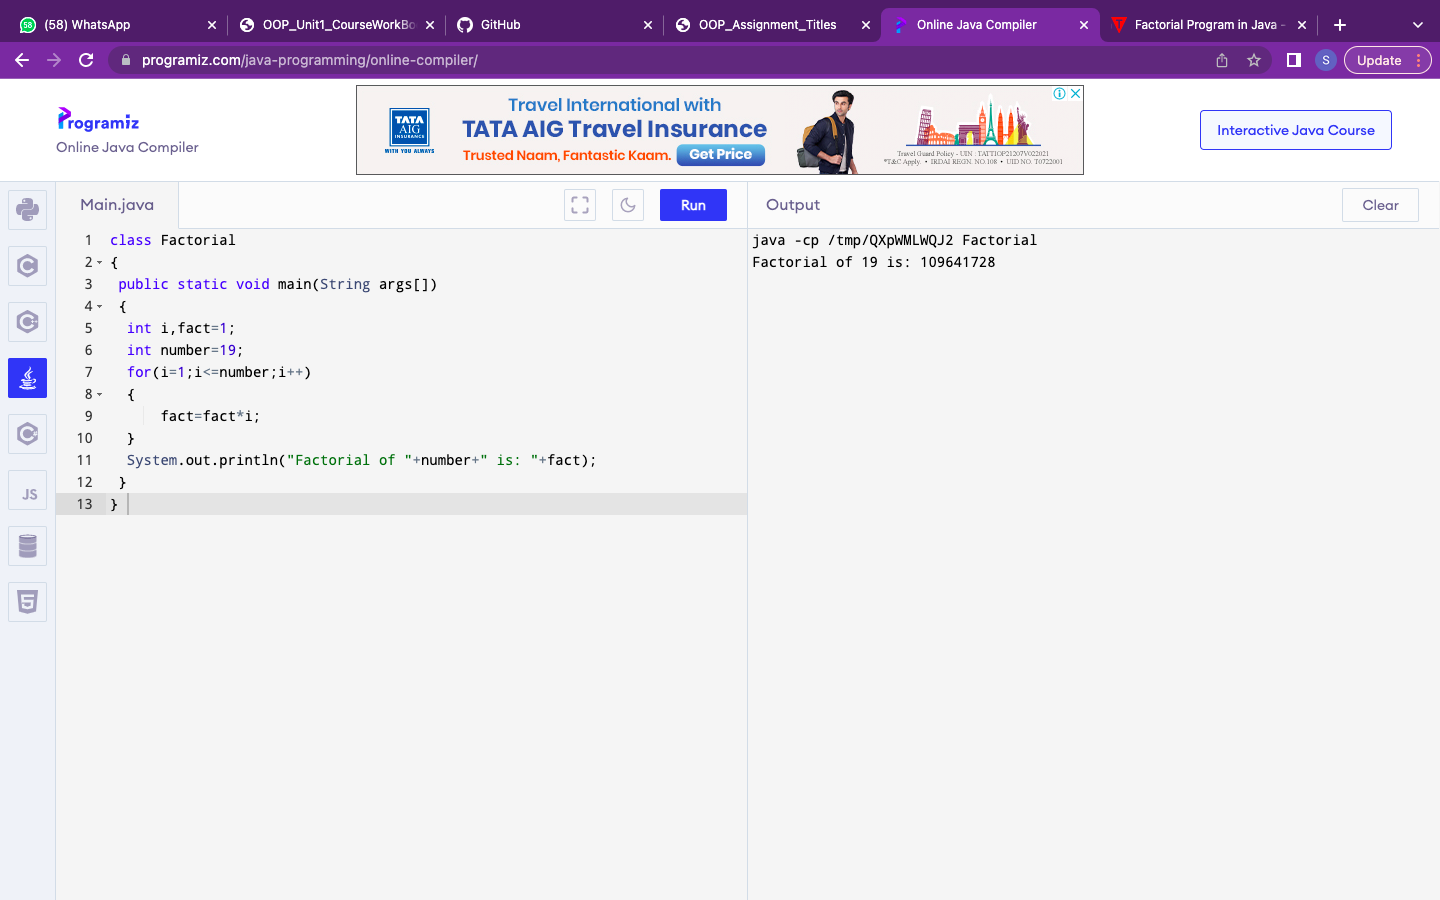 (58) WhatsApp
OOP_Unit1_CourseWorkBo
GitHub
OOP_Assignment_Titles
Online Java Compiler
Factorial Program in Java -
programiz.com/java-programming/online-compiler/
S
Update
Programiz
Online Java Compiler
TATA
AIG
INSURANCE
WITH YOU ALWAYS
Travel International with
TATA AIG Travel Insurance
Trusted Naam, Fantastic Kaam. Get Price
Travel Guard Policy - UIN : TATTIOP21207V022021
*T&C Apply. • IRDAI REGN. NO.108 • UID NO. T0722001
Interactive Java Course
Main.java
Run
Output
Clear
1 class Factorial
2 {
3 public static void main(String args[])
4 {
5 int i,fact=1;
6 int number=19;
7 for(i=1;i<=number;i++)
8 {
9 fact=fact*i;
10 }
11 System.out.println("Factorial of "+number+" is: "+fact);
12 }
13 }
java -cp /tmp/QXpWMLWQJ2 Factorial
Factorial of 19 is: 109641728
JS